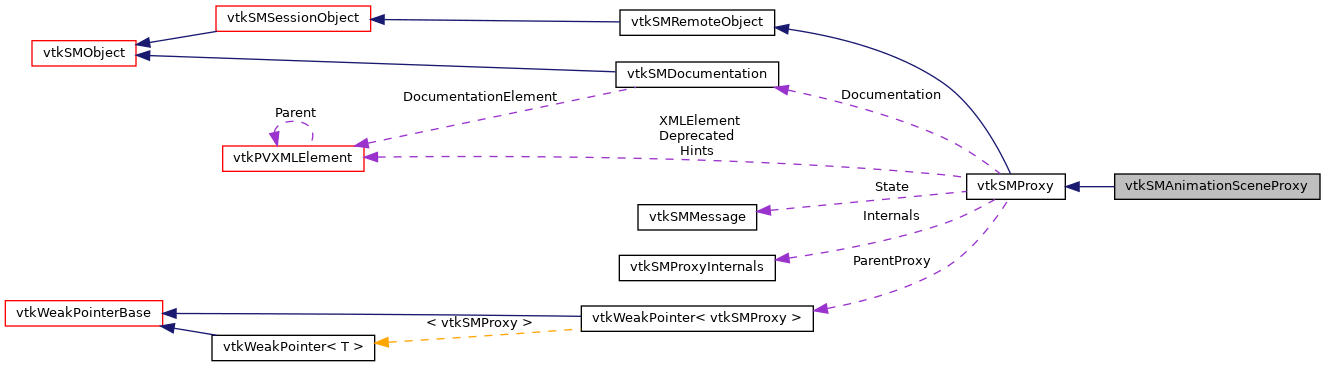 vtkSMSessionObject
vtkSMRemoteObject
vtkSMObject
vtkSMDocumentation
DocumentationElement
Documentation
Parent
XMLElement
Deprecated
Hints
vtkPVXMLElement
vtkSMProxy
vtkSMAnimationSceneProxy
State
vtkSMMessage
Internals
vtkSMProxyInternals
ParentProxy
vtkWeakPointerBase
vtkWeakPointer< vtkSMProxy >
< vtkSMProxy >
vtkWeakPointer< T >